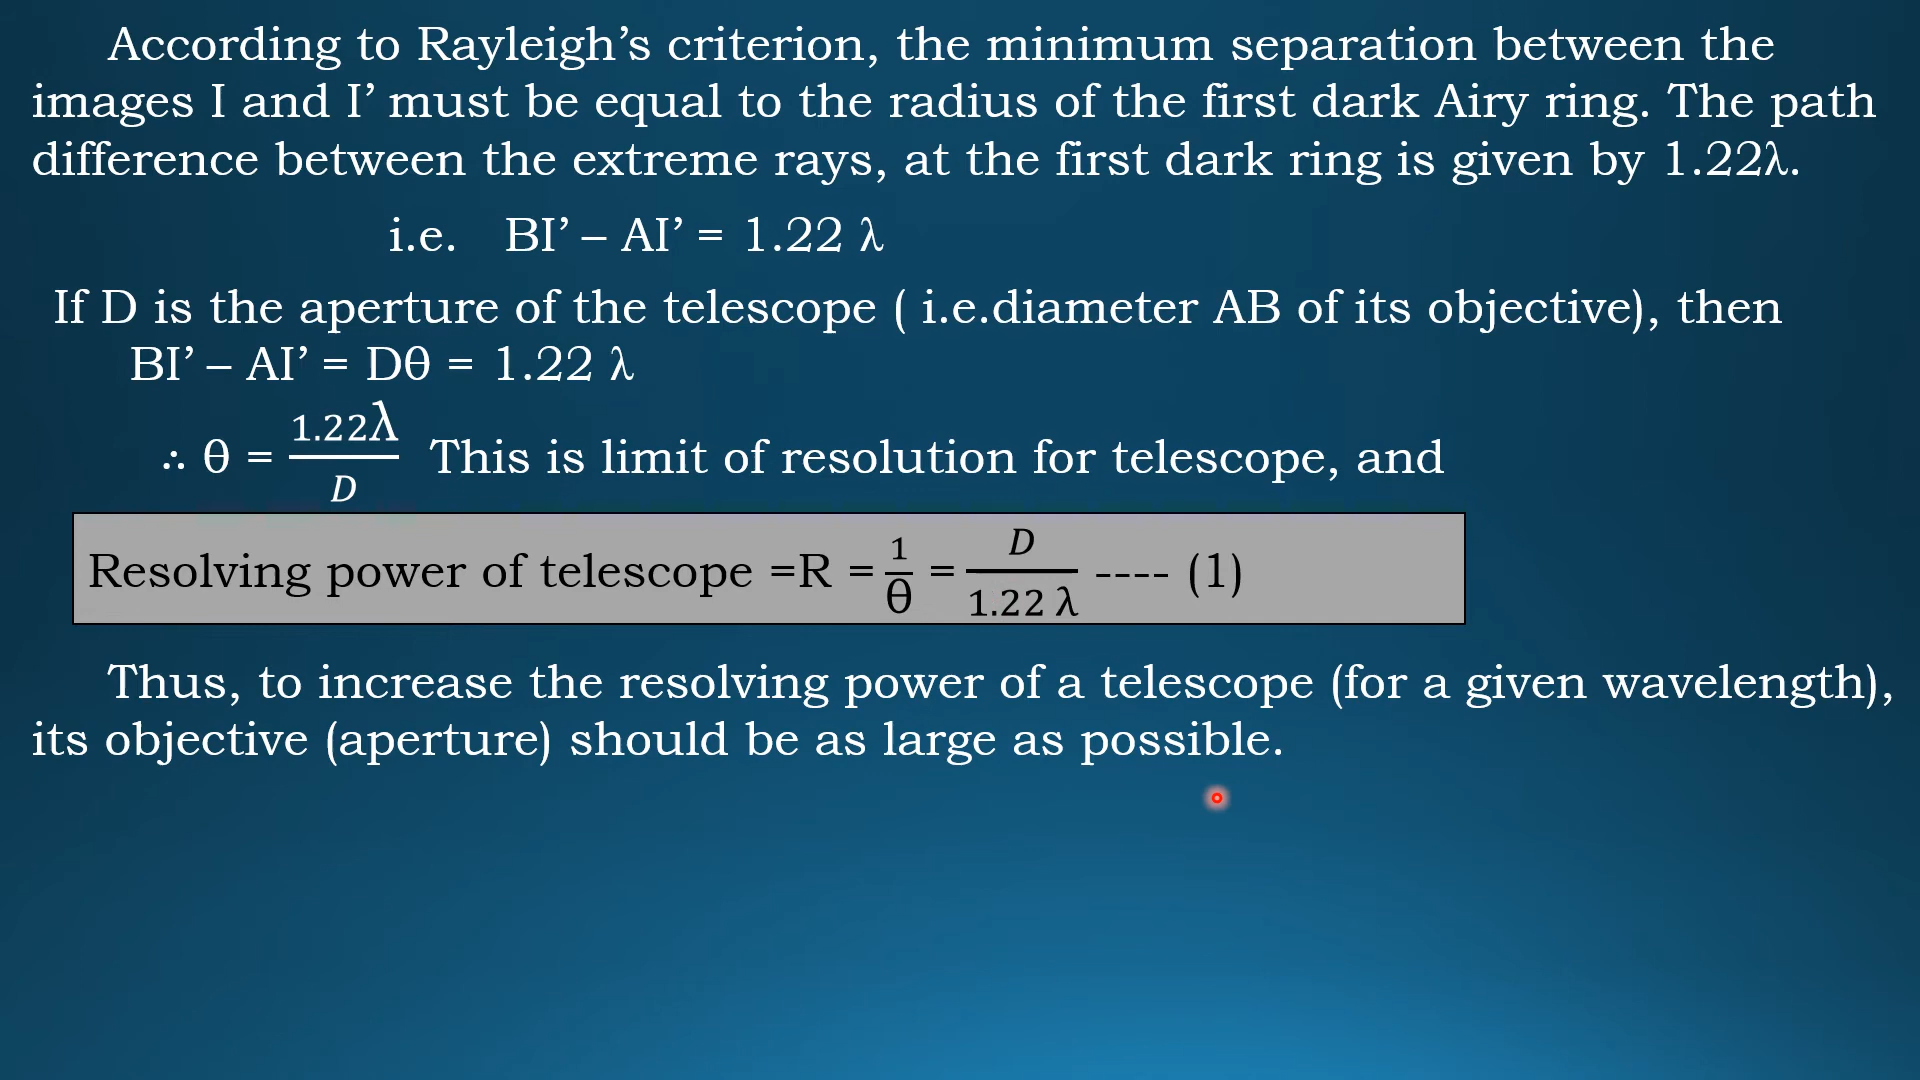 According to Rayleigh’s criterion, the minimum separation between the
images I and I’ must be equal to the radius of the first dark Airy ring. The path
difference between the extreme rays, at the first dark ring is given by 1.22λ.
i.e. BI’ – AI’ = 1.22 λ
If D is the aperture of the telescope ( i.e.diameter AB of its objective), then
BI’ – AI’ = Dθ = 1.22 λ
∴ θ = 1.22λ/D This is limit of resolution for telescope, and
Resolving power of telescope =R = 1/θ = D/1.22 λ ---- (1)
Thus, to increase the resolving power of a telescope (for a given wavelength),
its objective (aperture) should be as large as possible.